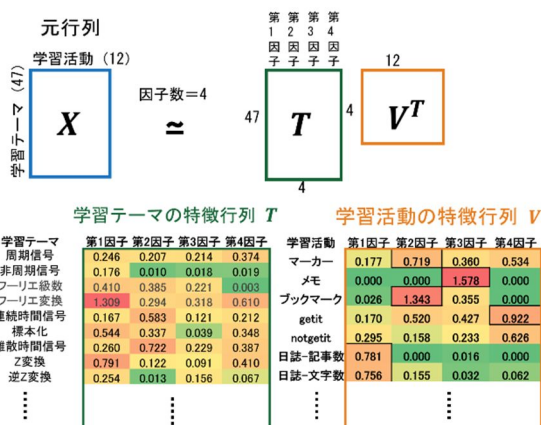 元行列
学習活動（12）
学習テーマ（47）
X
因子数＝4
≃
第1因子
第2因子
第3因子
第4因子
47
T
4
4
12
V^T
学習テーマの特徴行列 T
学習テーマ 第1因子 第2因子 第3因子 第4因子
周期信号 0.246 0.207 0.214 0.374
非周期信号 0.176 0.010 0.018 0.019
フーリエ級数 0.410 0.385 0.221 0.003
フーリエ変換 1.309 0.294 0.318 0.610
連続時間信号 0.167 0.583 0.121 0.212
標本化 0.544 0.337 0.039 0.348
離散時間信号 0.260 0.722 0.229 0.387
Z変換 0.791 0.122 0.091 0.410
逆Z変換 0.254 0.013 0.156 0.067
学習活動の特徴行列 V
学習活動 第1因子 第2因子 第3因子 第4因子
マーカー 0.177 0.719 0.360 0.534
メモ 0.000 0.000 1.578 0.000
ブックマーク 0.026 1.343 0.355 0.000
getit 0.170 0.520 0.427 0.922
notgetit 0.295 0.158 0.233 0.626
日誌-記事数 0.781 0.000 0.016 0.000
日誌-文字数 0.756 0.155 0.032 0.062